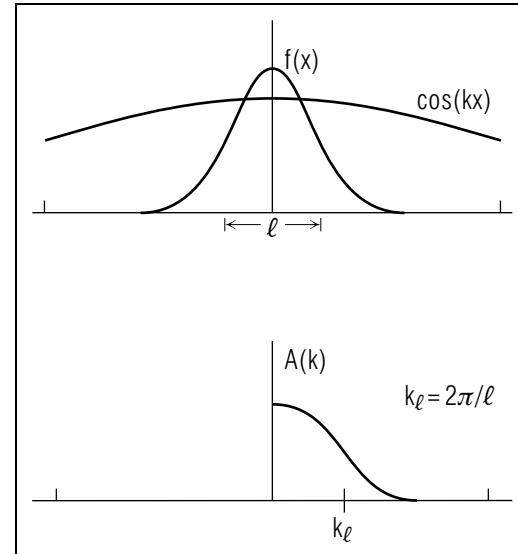 f(x)
cos(kx)
ℓ
A(k)
kℓ = 2π/ℓ
kℓ